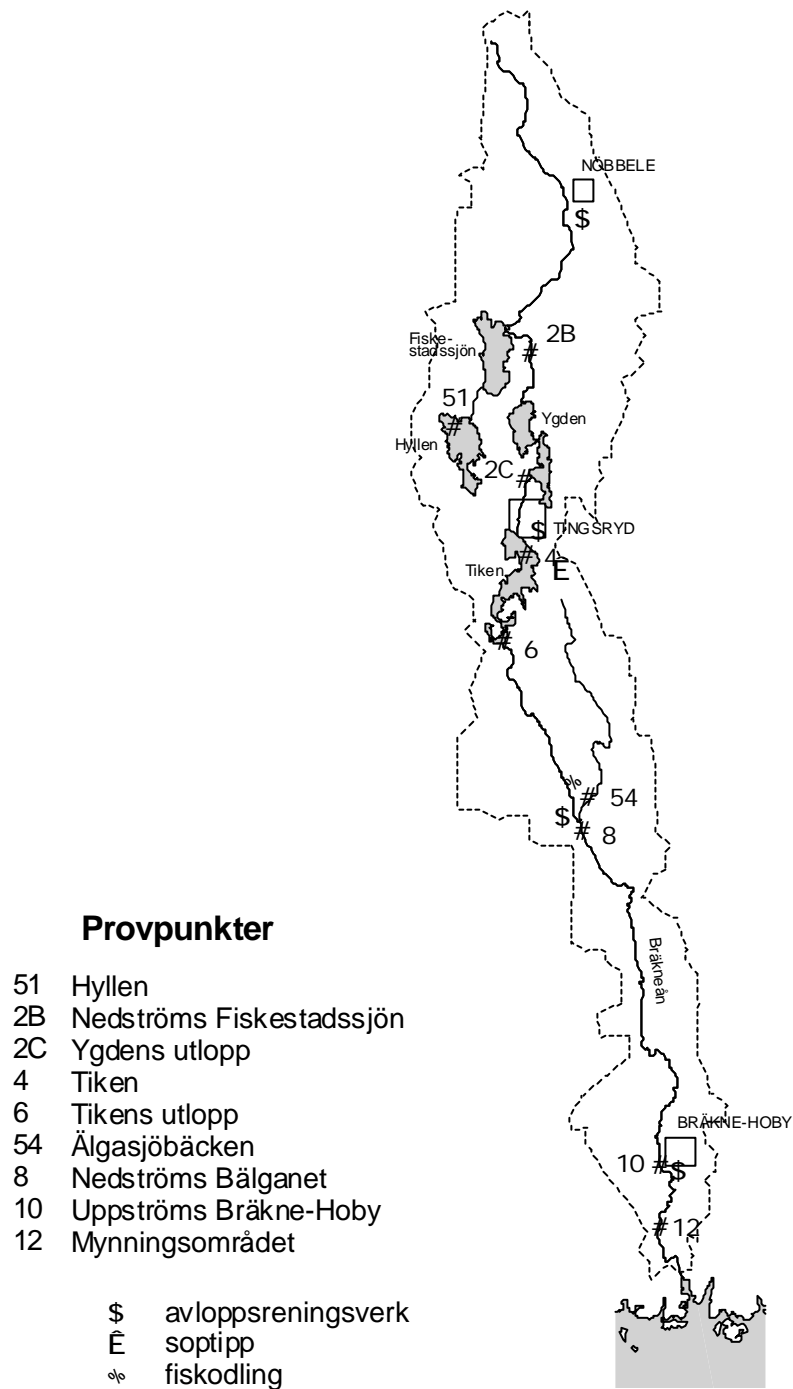 NÖBBELE
$
Fiske-
stadssjön
2B
#
51
#
Ygden
Hyllen
2C #
$ TINGSRYD
# 4 Ê
Tiken
# 6
%
# 54
$
# 8
Bräkneån
BRÄKNE-HOBY
10 # $
# 12
Provpunkter
51 Hyllen
2B Nedströms Fiskestadssjön
2C Ygdens utlopp
4 Tiken
6 Tikens utlopp
54 Älgasjöbäcken
8 Nedströms Bälganet
10 Uppströms Bräkne-Hoby
12 Mynningsområdet
$ avloppsreningsverk
Ê soptipp
% fiskodling